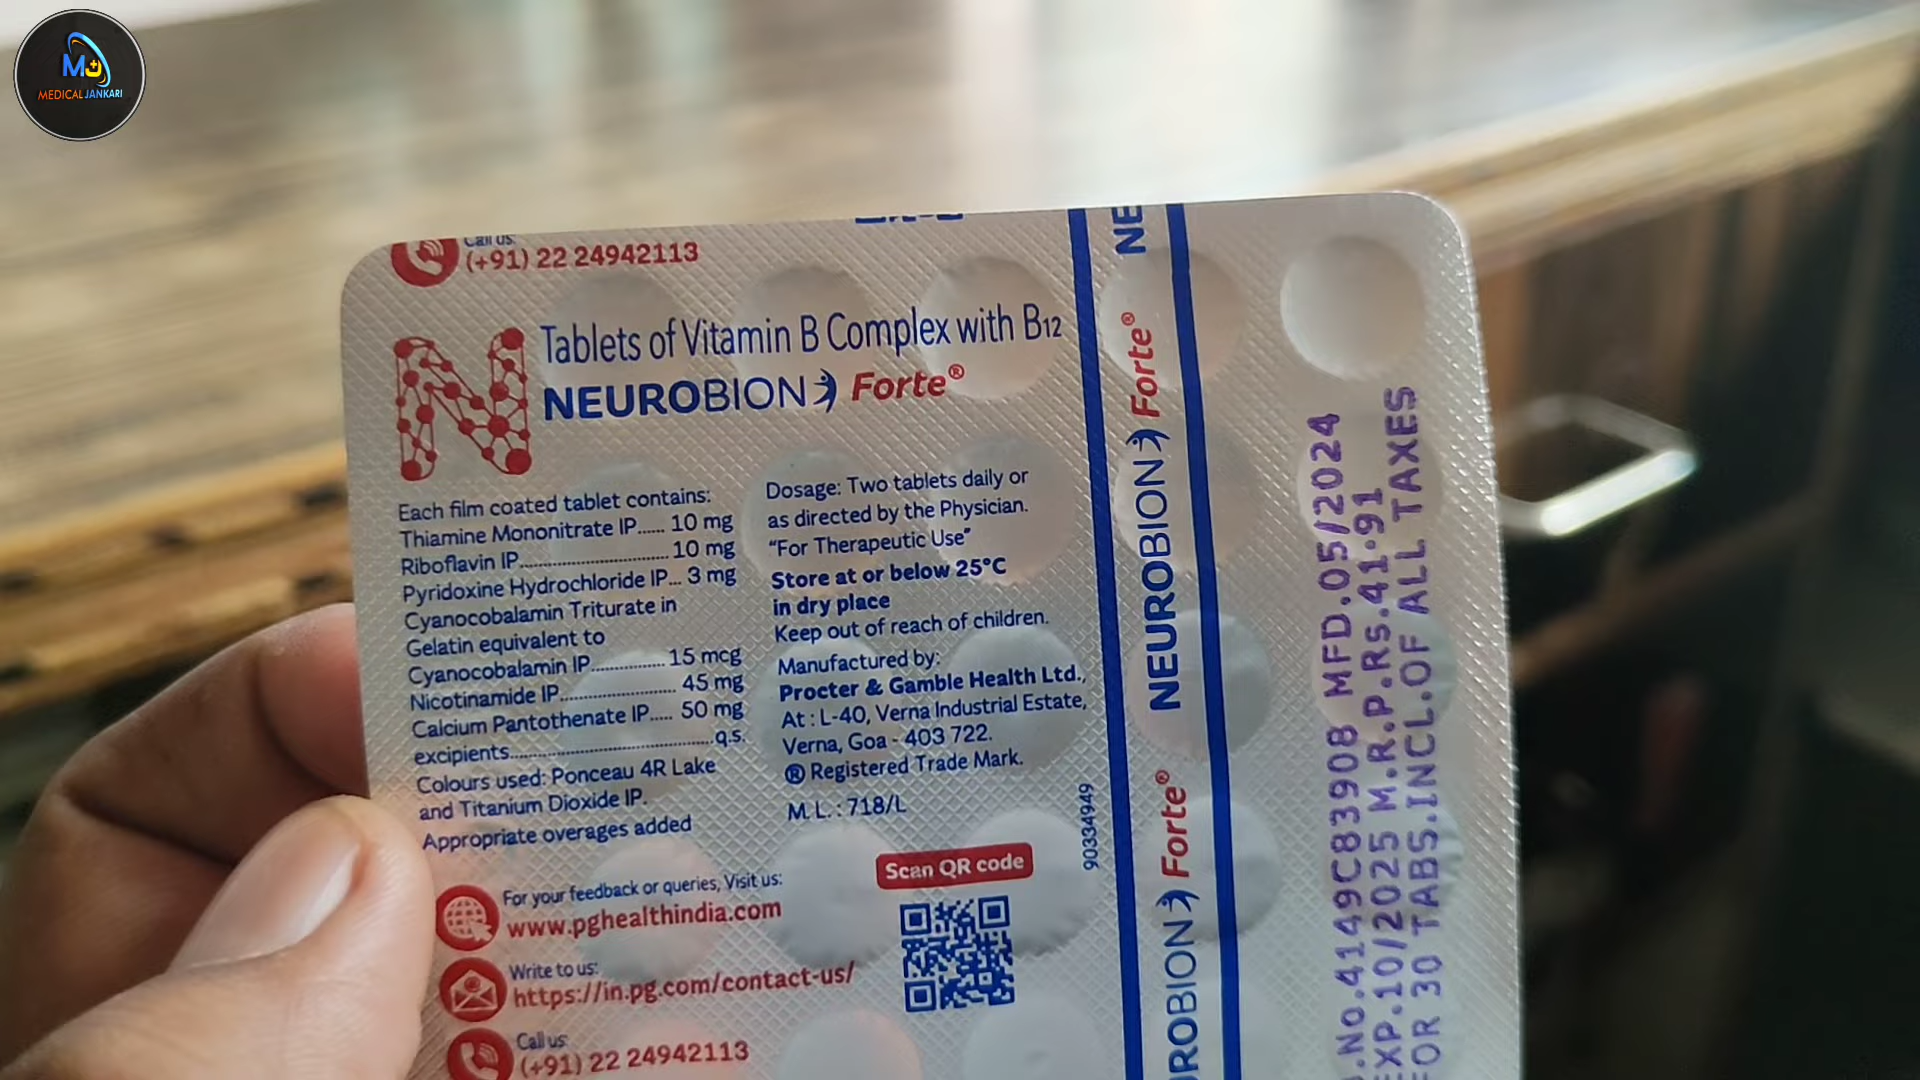 MEDICAL JANKARI
Call us:
(+91) 22 24942113
Tablets of Vitamin B Complex with B12
NEUROBION Forte®
Each film coated tablet contains:
Thiamine Mononitrate IP...... 10 mg
Riboflavin IP................................ 10 mg
Pyridoxine Hydrochloride IP... 3 mg
Cyanocobalamin Triturate in
Gelatin equivalent to
Cyanocobalamin IP................ 15 mcg
Nicotinamide IP......................... 45 mg
Calcium Pantothenate IP..... 50 mg
excipients............................................q.s.
Colours used: Ponceau 4R Lake
and Titanium Dioxide IP.
Appropriate overages added
Dosage: Two tablets daily or
as directed by the Physician.
“For Therapeutic Use”
Store at or below 25°C
in dry place
Keep out of reach of children.
Manufactured by:
Procter & Gamble Health Ltd.,
At : L-40, Verna Industrial Estate,
Verna, Goa - 403 722.
® Registered Trade Mark.
M. L. : 718/L
90334949
For your feedback or queries, Visit us:
www.pghealthindia.com
Write to us:
https://in.pg.com/contact-us/
Call us:
(+91) 22 24942113
Scan QR code
NE
NEUROBION Forte®
UROBION Forte®
.No.4149C83908 MFD.05/2024
EXP.10/2025 M.R.P.RS.41.91
FOR 30 TABS.INCL.OF ALL TAXES